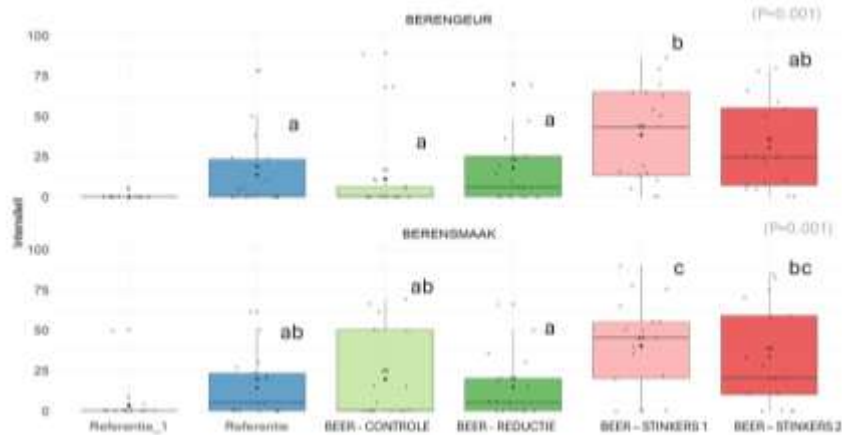 BERENGEUR
(P=0.001)
100
75
50
25
0
a
a
a
b
ab
Intensiteit
BERENSMAAK
(P=0.001)
100
75
50
25
0
ab
ab
a
c
bc
Referentie_1
Referentie
BEER - CONTROLE
BEER - REDUCTIE
BEER – STINKERS 1
BEER – STINKERS 2